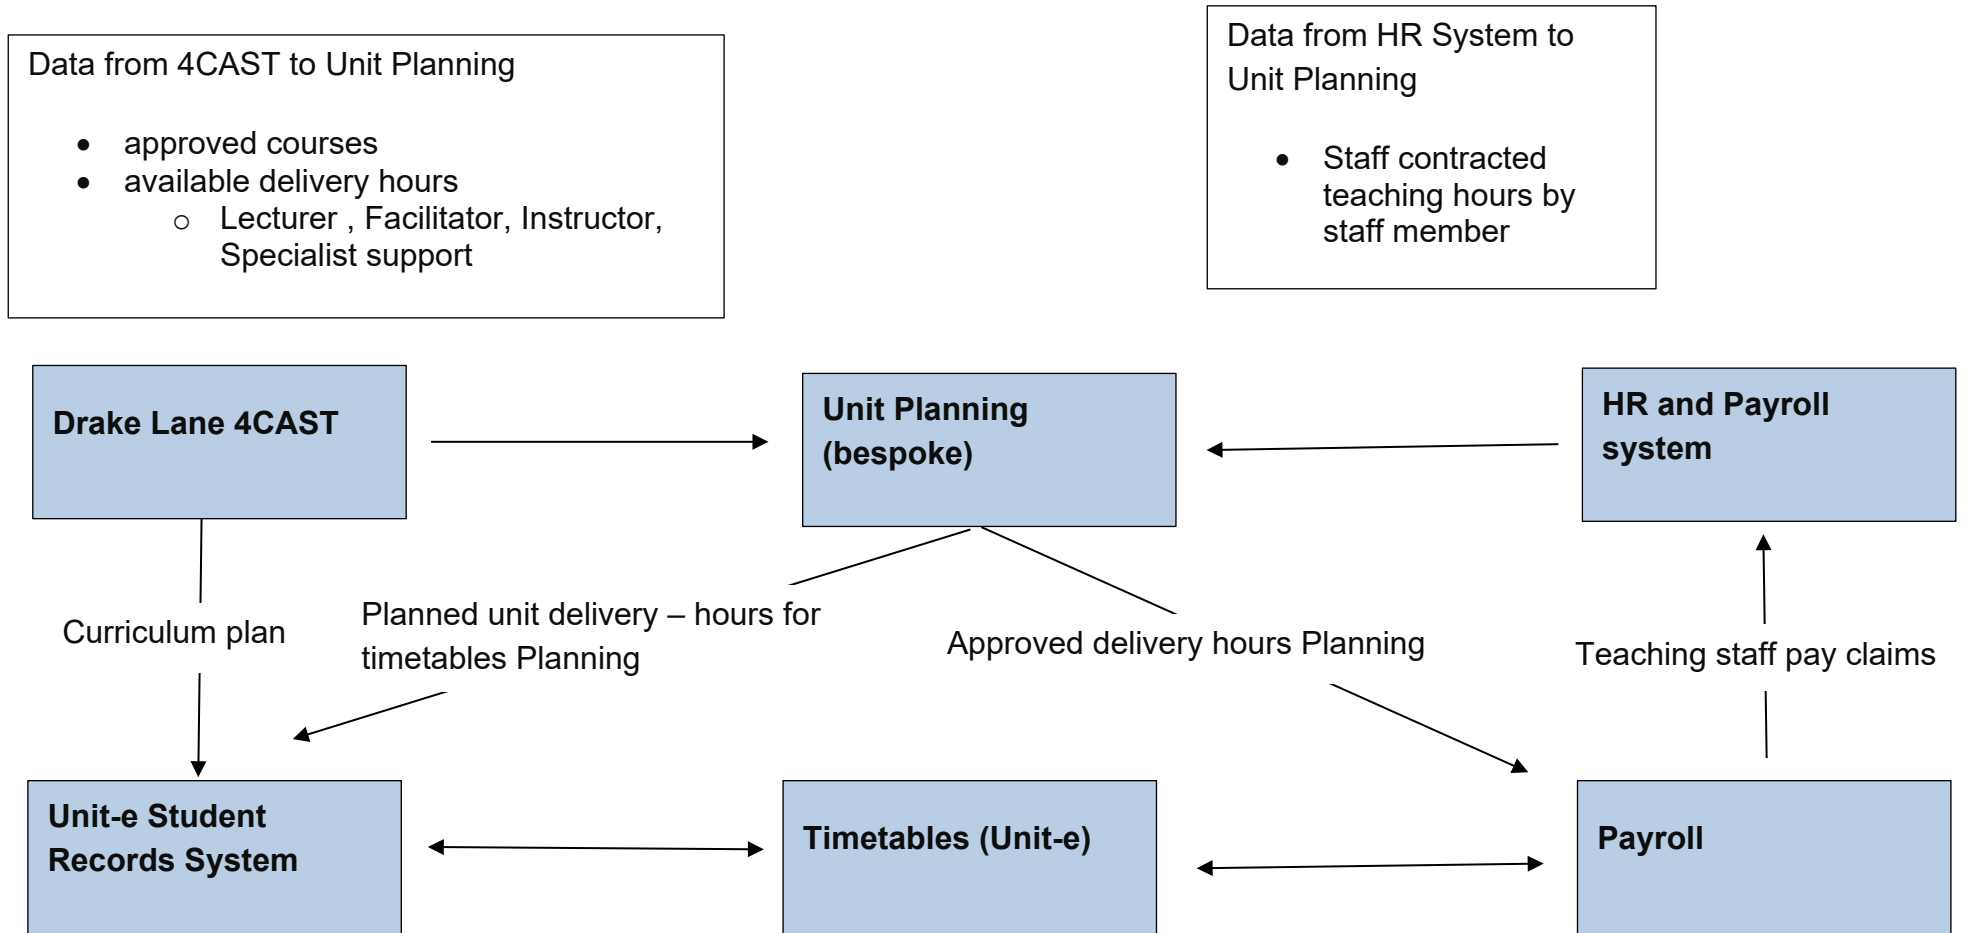 Data from 4CAST to Unit Planning
• approved courses
• available delivery hours
o Lecturer , Facilitator, Instructor,
Specialist support
Data from HR System to
Unit Planning
• Staff contracted
teaching hours by
staff member
Drake Lane 4CAST
Unit Planning
(bespoke)
HR and Payroll
system
Curriculum plan
Planned unit delivery – hours for
timetables Planning
Approved delivery hours Planning
Teaching staff pay claims
Unit-e Student
Records System
Timetables (Unit-e)
Payroll